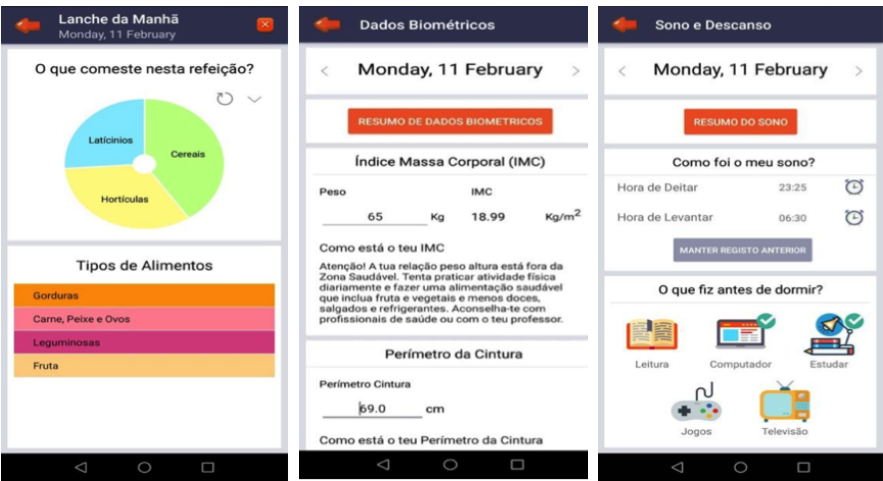 Lanche da Manhã
Monday, 11 February
O que comeste nesta refeição?
Latícinios
Cereais
Hortículas
Tipos de Alimentos
Gorduras
Carne, Peixe e Ovos
Leguminosas
Fruta
Dados Biométricos
< Monday, 11 February >
RESUMO DE DADOS BIOMETRICOS
Índice Massa Corporal (IMC)
Peso IMC
65 Kg 18.99 Kg/m²
Como está o teu IMC
Atenção! A tua relação peso altura está fora da
Zona Saudável. Tenta praticar atividade física
diariamente e fazer uma alimentação saudável
que inclua fruta e vegetais e menos doces,
salgados e refrigerantes. Aconselha-te com
profissionais de saúde ou com o teu professor.
Perímetro da Cintura
Perímetro Cintura
69.0 cm
Como está o teu Perímetro da Cintura
Sono e Descanso
< Monday, 11 February >
RESUMO DO SONO
Como foi o meu sono?
Hora de Deitar 23:25
Hora de Levantar 06:30
MANTER REGISTO ANTERIOR
O que fiz antes de dormir?
Leitura Computador Estudar
Jogos Televisão